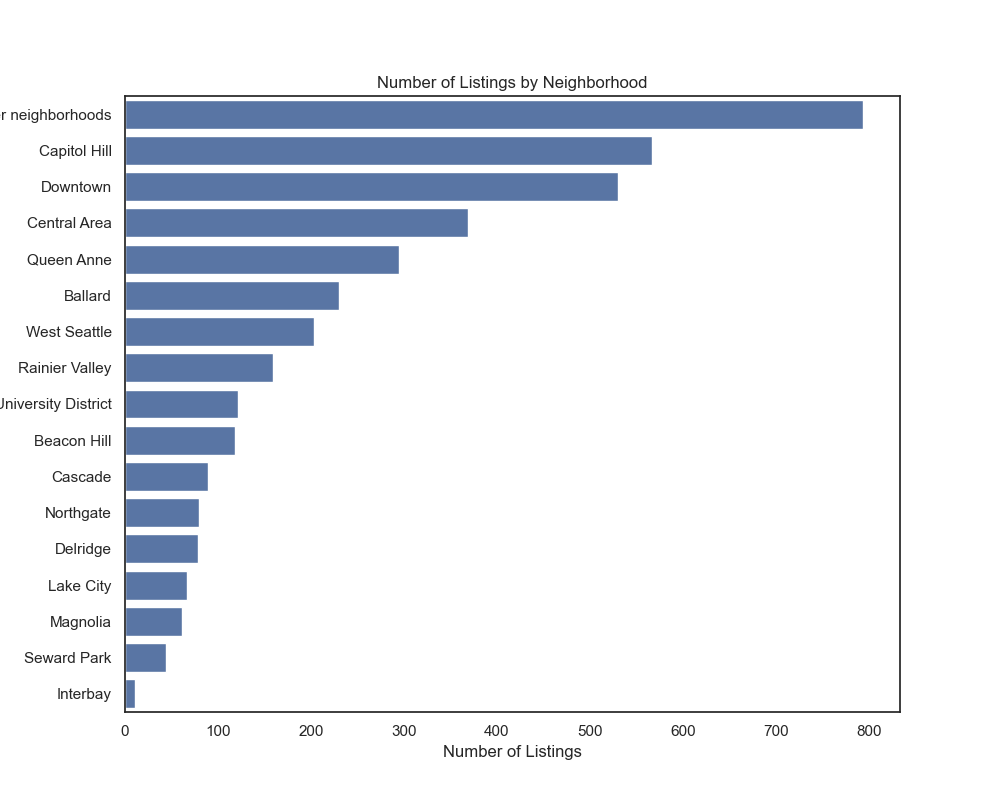 Number of Listings by Neighborhood
r neighborhoods
Capitol Hill
Downtown
Central Area
Queen Anne
Ballard
West Seattle
Rainier Valley
University District
Beacon Hill
Cascade
Northgate
Delridge
Lake City
Magnolia
Seward Park
Interbay
0 100 200 300 400 500 600 700 800
Number of Listings